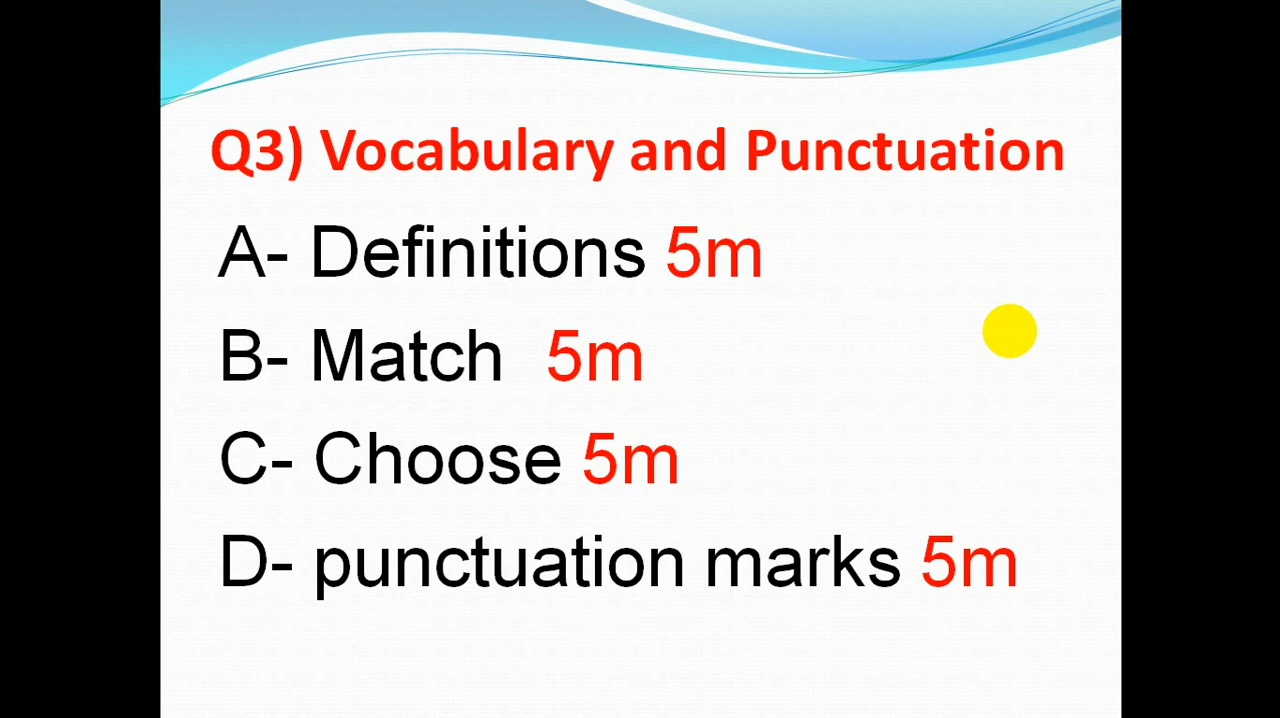 Q3) Vocabulary and Punctuation
A- Definitions 5m
B- Match 5m
C- Choose 5m
D- punctuation marks 5m